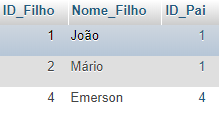 ID_Filho Nome_Filho ID_Pai
1 João 1
2 Mário 1
4 Emerson 4